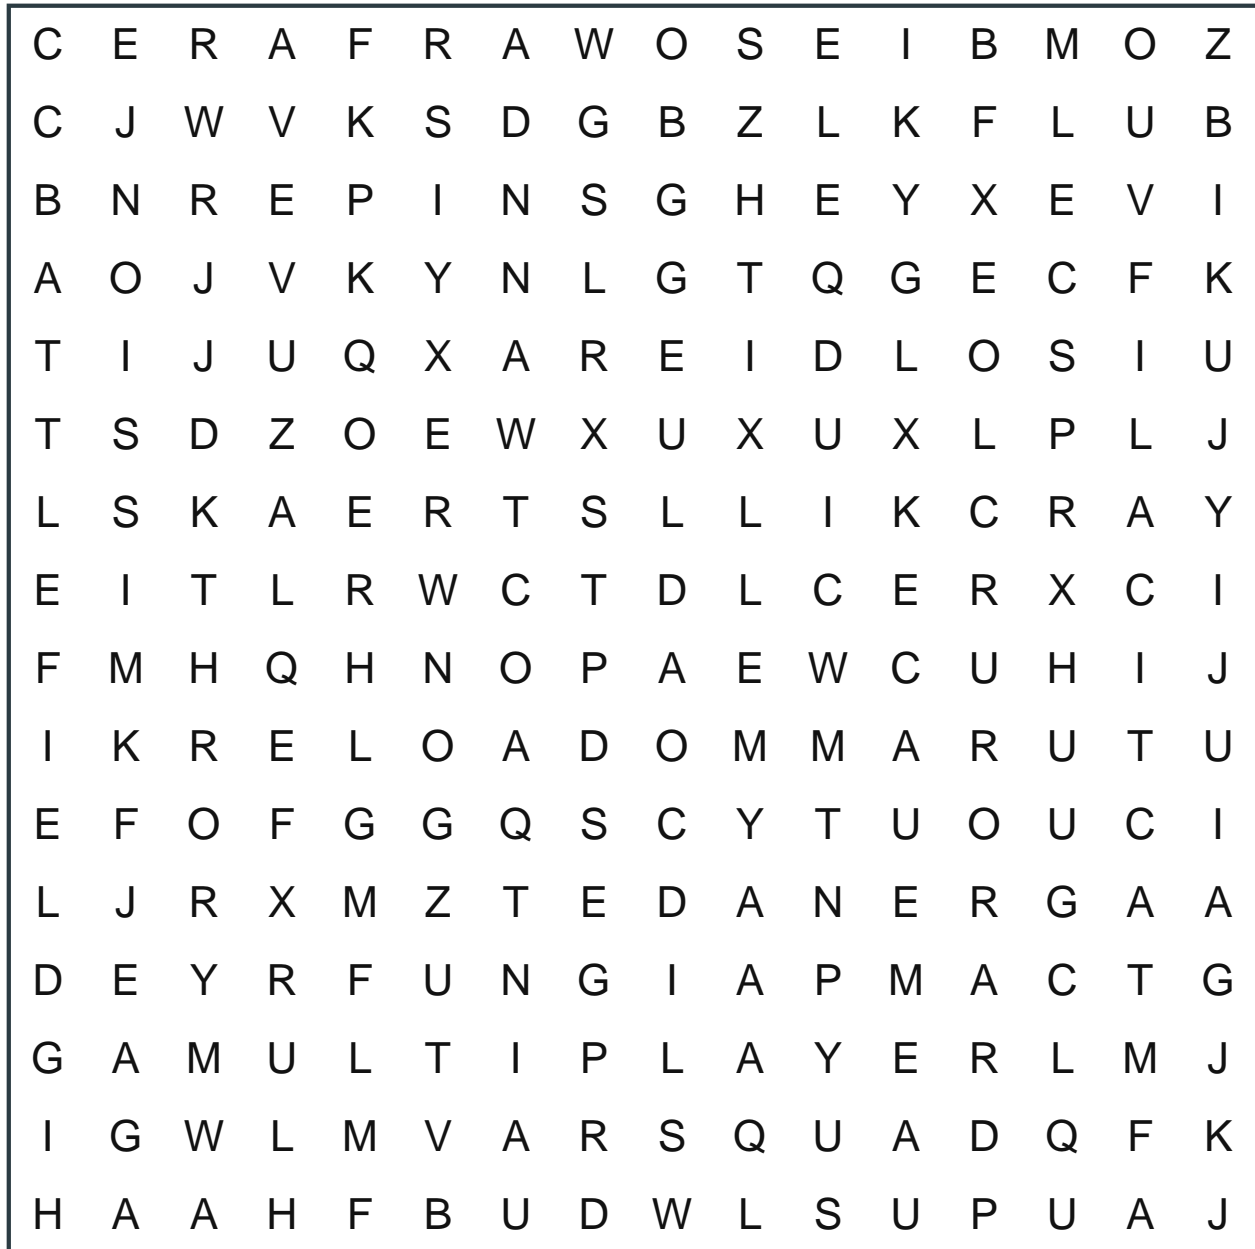 C E R A F R A W O S E I B M O Z
C J W V K S D G B Z L K F L U B
B N R E P I N S G H E Y X E V I
A O J V K Y N L G T Q G E C F K
T I J U Q X A R E I D L O S I U
T S D Z O E W X U X U X L P L J
L S K A E R T S L L I K C R A Y
E I T L R W C T D L C E R X C I
F M H Q H N O P A E W C U H I J
I K R E L O A D O M M A R U T U
E F O F G G Q S C Y T U O U C I
L J R X M Z T E D A N E R G A A
D E Y R F U N G I A P M A C T G
G A M U L T I P L A Y E R L M J
I G W L M V A R S Q U A D Q F K
H A A H F B U D W L S U P U A J